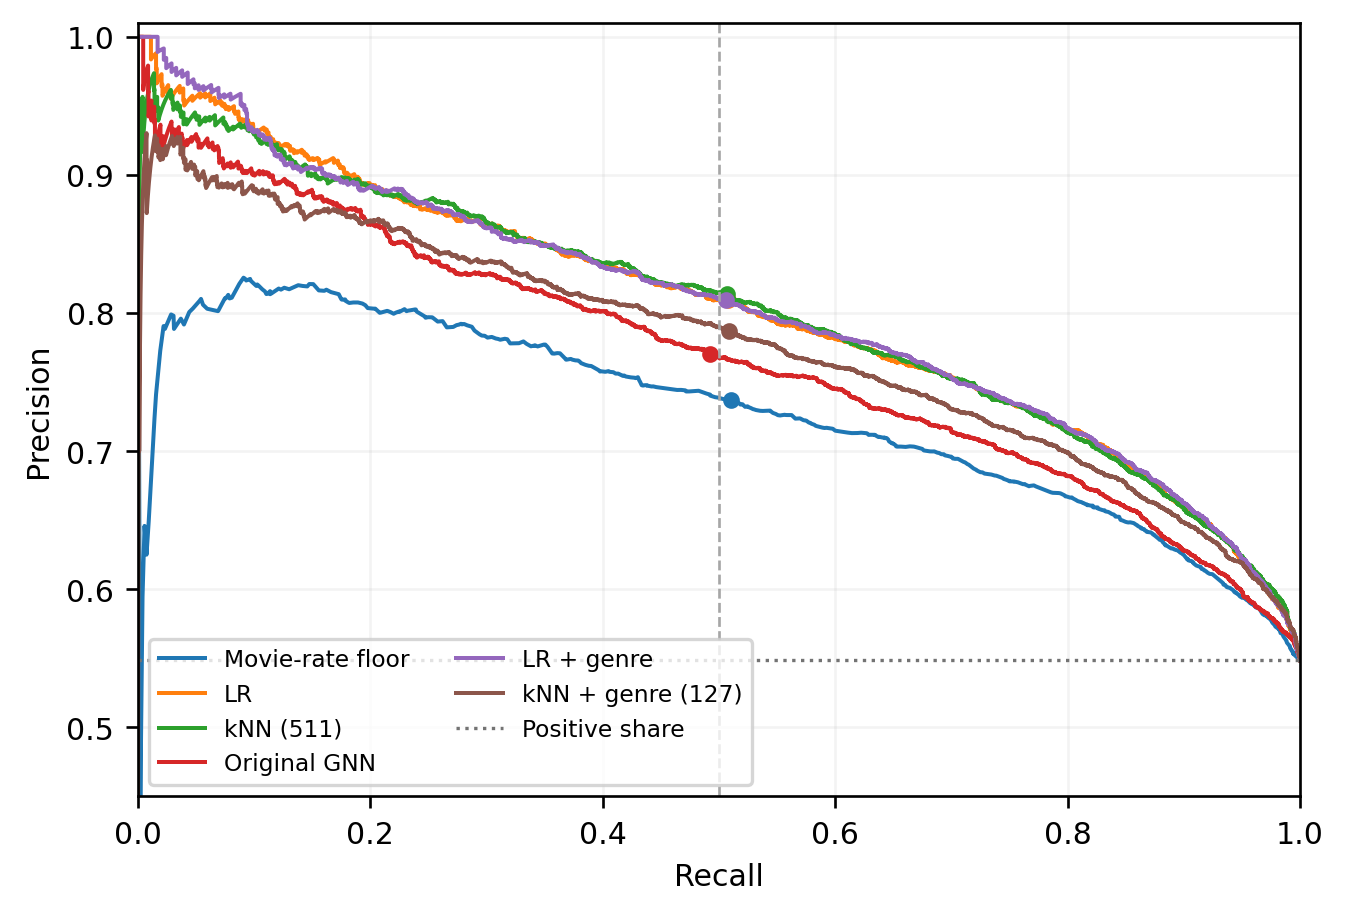 1.0
0.9
0.8
0.7
0.6
0.5
Precision
Movie-rate floor
LR
kNN (511)
Original GNN
LR + genre
kNN + genre (127)
Positive share
0.0 0.2 0.4 0.6 0.8 1.0
Recall